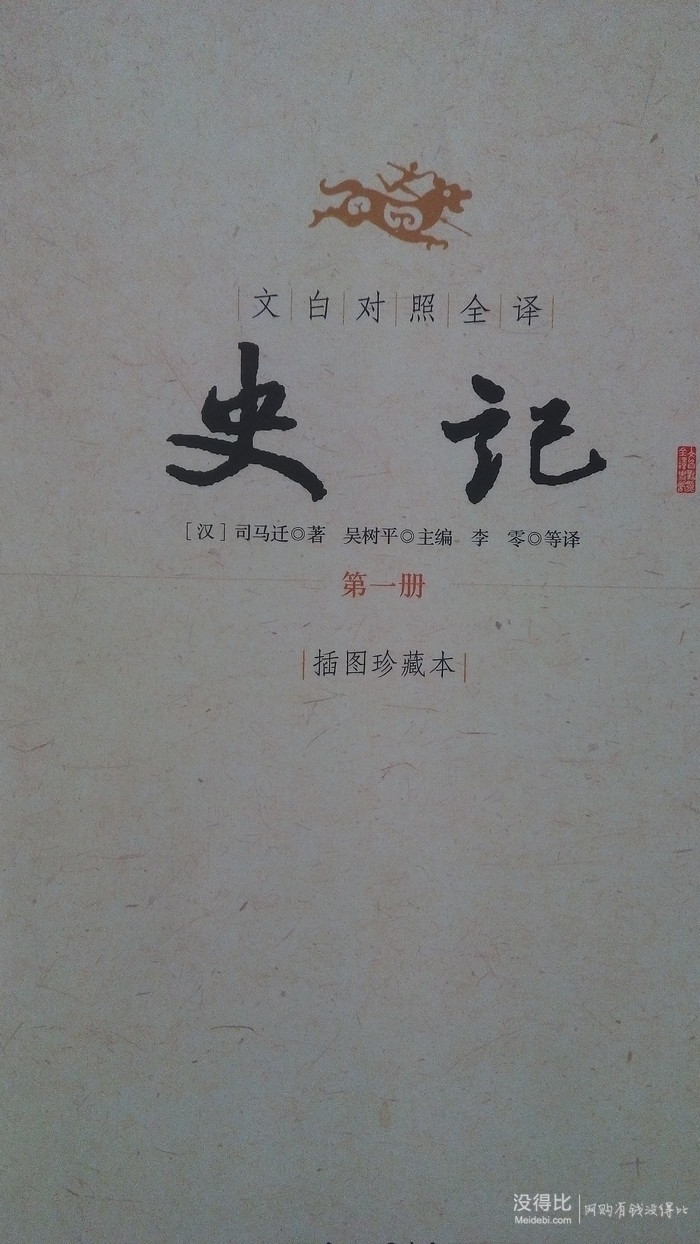 文白对照全译
史記
［汉］司马迁◎著 吴树平◎主编 李零◎等译
第一册
插图珍藏本
没得比 网购有钱没得比
Meidebi.com